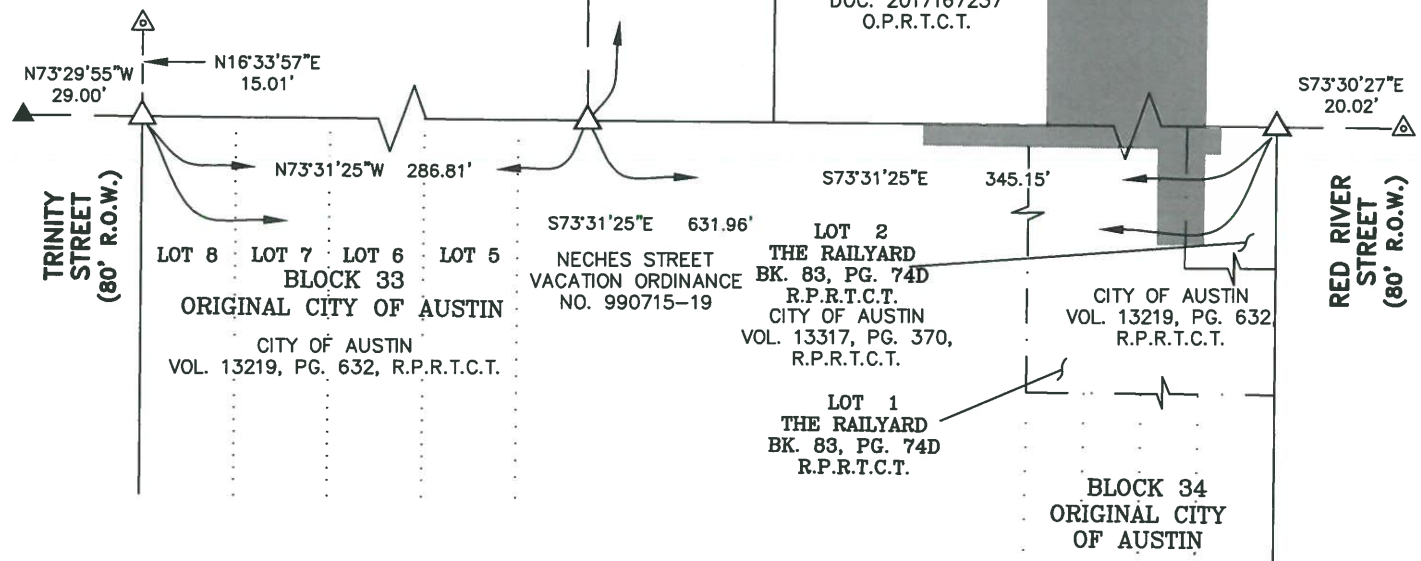 DOC. 2017167237
O.P.R.T.C.T.
N73°29'55"W
29.00'
N16°33'57"E
15.01'
S73°30'27"E
20.02'
N73°31'25"W 286.81'
S73°31'25"E 345.15'
S73°31'25"E 631.96'
TRINITY
STREET
(80' R.O.W.)
LOT 8 LOT 7 LOT 6 LOT 5
BLOCK 33
ORIGINAL CITY OF AUSTIN
CITY OF AUSTIN
VOL. 13219, PG. 632, R.P.R.T.C.T.
NECHES STREET
VACATION ORDINANCE
NO. 990715-19
LOT 2
THE RAILYARD
BK. 83, PG. 74D
R.P.R.T.C.T.
CITY OF AUSTIN
VOL. 13317, PG. 370,
R.P.R.T.C.T.
LOT 1
THE RAILYARD
BK. 83, PG. 74D
R.P.R.T.C.T.
CITY OF AUSTIN
VOL. 13219, PG. 632,
R.P.R.T.C.T.
RED RIVER
STREET
(80' R.O.W.)
BLOCK 34
ORIGINAL CITY
OF AUSTIN